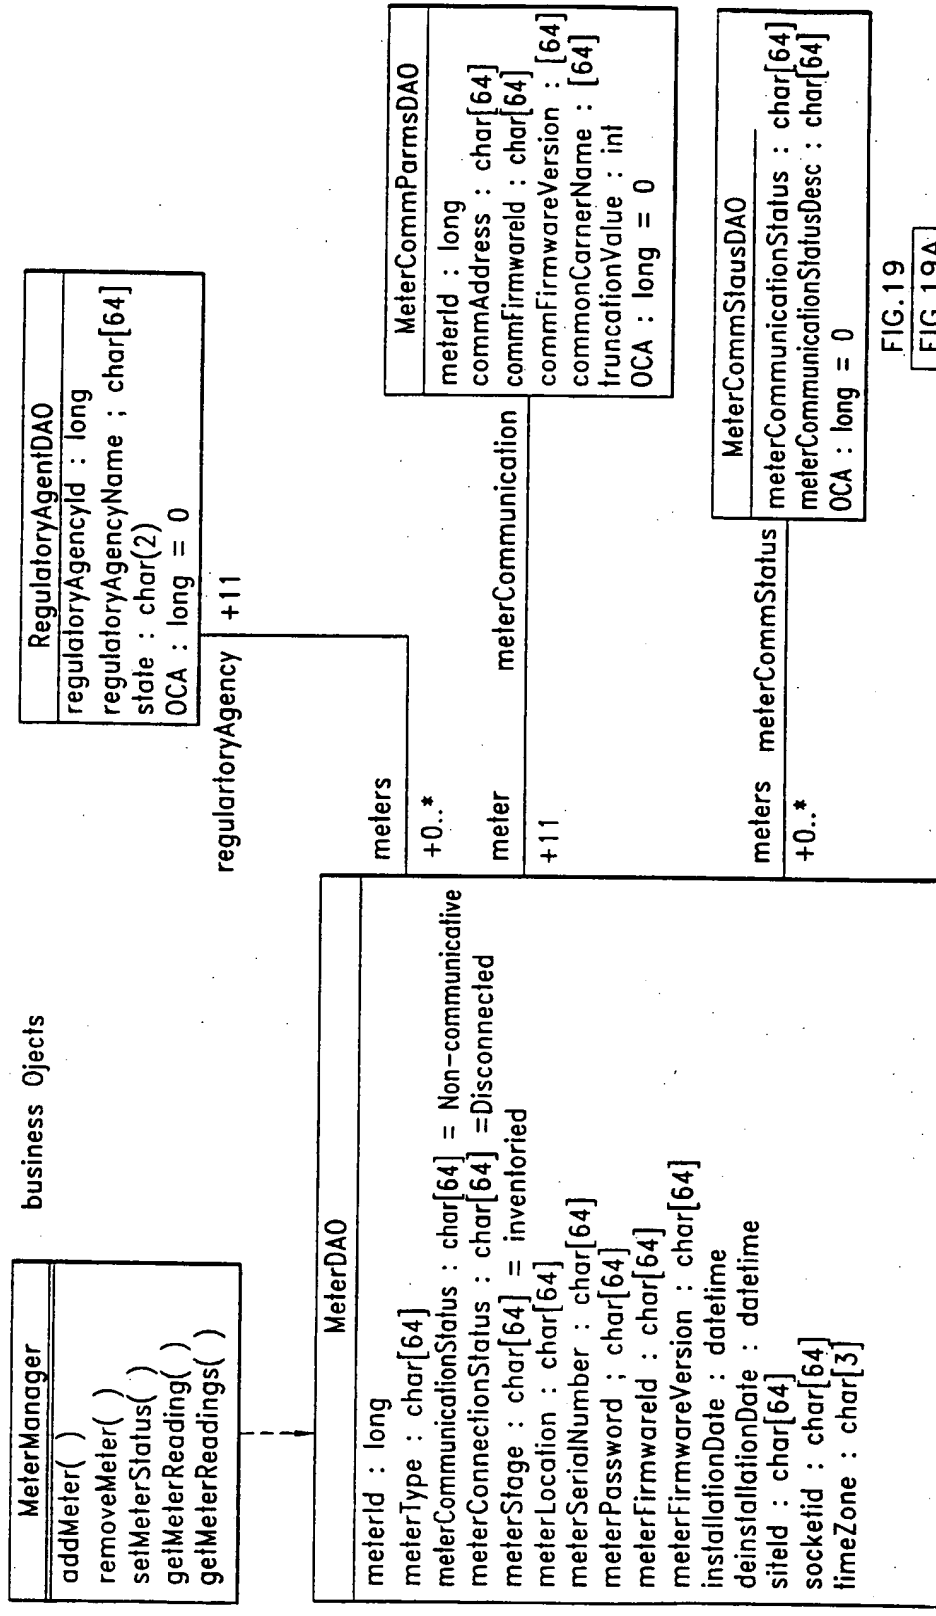 MeterManager
addMeter( )
removeMeter( )
setMeterStatus( )
getMeterReading( )
getMeterReadings( )
business Ojects
MeterDAO
meterId : long
meterType : char[64]
meterCommunicationStatus : char[64] = Non-communicative
meterConnectionStatus : char[64] =Disconnected
meterStage : char[64] = inventoried
meterLocation : char[64]
meterSerialNumber : char[64]
meterPassword ; char[64]
meterFirmwareId : char[64]
meterFirmwareVersion : char[64]
installationDate : datetime
deinstallationDate : datetime
siteId : char[64]
socketid : char[64]
timeZone : char[3]
RegulatoryAgentDAO
regulatoryAgencyId : long
regulatoryAgencyName ; char[64]
state : char(2)
OCA : long = 0
regulartoryAgency
+11
meters
+0..*
meter
+11
meterCommunication
MeterCommParmsDAO
meterId : long
commAddress : char[64]
commFirmwareId : char[64]
commFirmwareVersion : [64]
commonCarnerName : [64]
truncationValue : int
OCA : long = 0
meters
+0..*
meterCommStatus
MeterCommStausDAO
meterCommunicationStatus : char[64]
meterCommunicationStatusDesc : char[64]
OCA : long = 0
FIG.19
FIG.19A